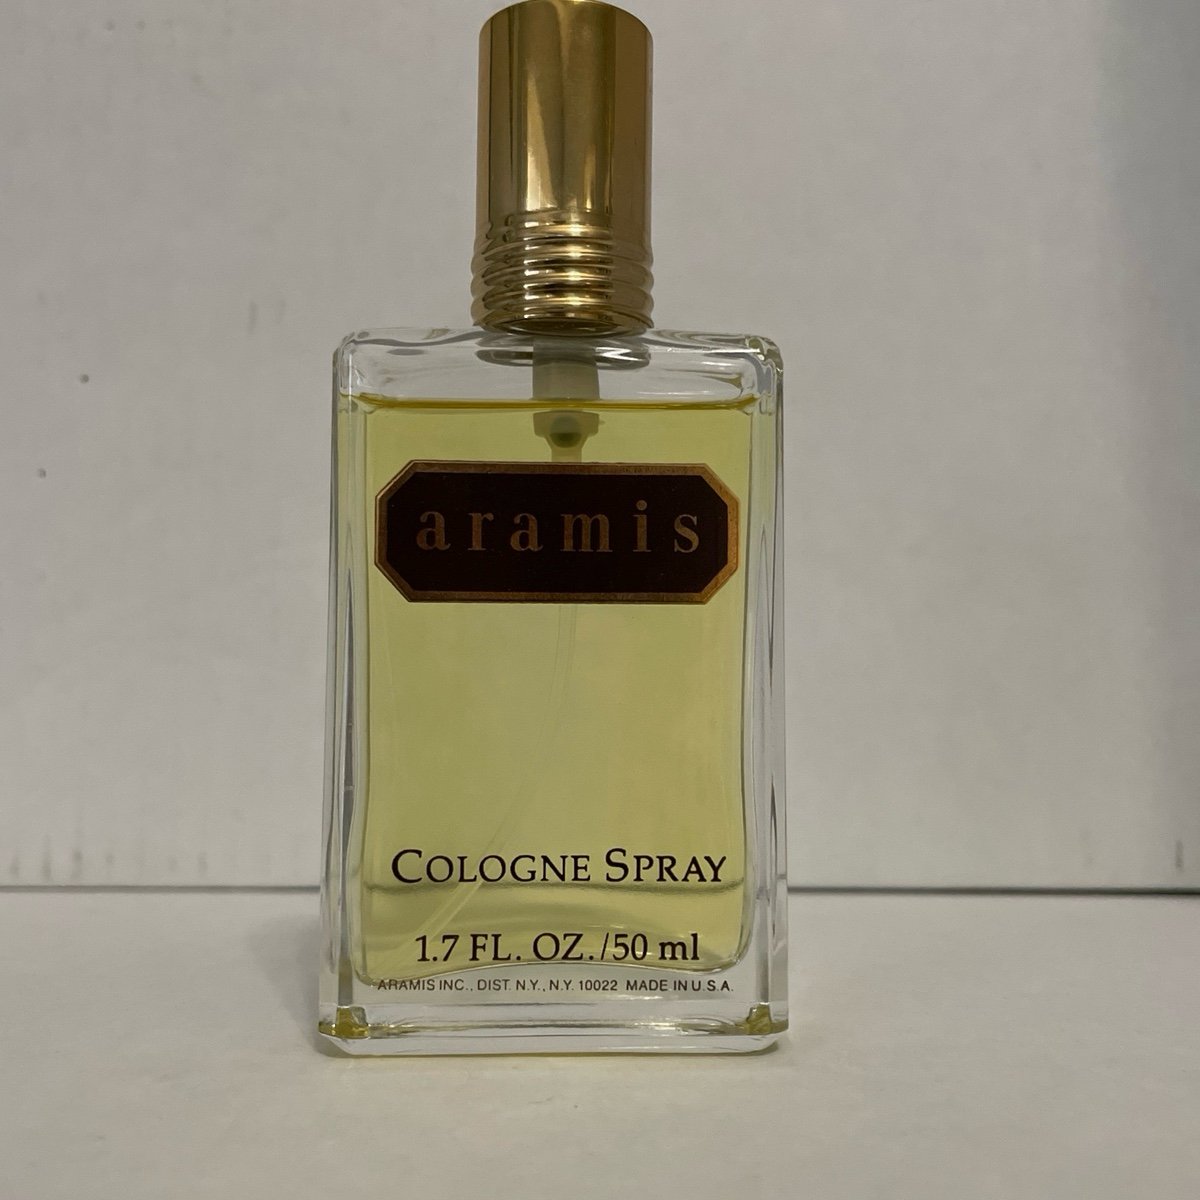 aramis
COLOGNE SPRAY
1.7 FL. OZ./50 ml
ARAMIS INC., DIST. N.Y., N.Y. 10022 MADE IN U.S.A.